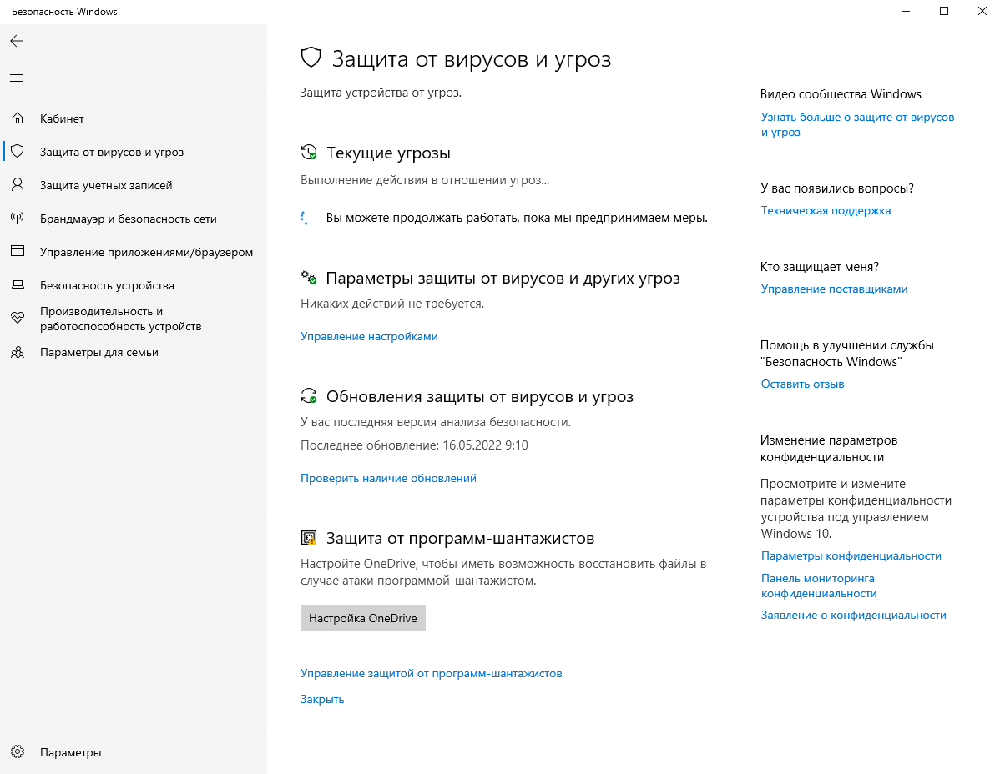 Безопасность Windows
Кабинет
Защита от вирусов и угроз
Защита учетных записей
Брандмауэр и безопасность сети
Управление приложениями/браузером
Безопасность устройства
Производительность и
работоспособность устройств
Параметры для семьи
Параметры
Защита от вирусов и угроз
Защита устройства от угроз.
Текущие угрозы
Выполнение действия в отношении угроз...
Вы можете продолжать работать, пока мы предпринимаем меры.
Параметры защиты от вирусов и других угроз
Никаких действий не требуется.
Управление настройками
Обновления защиты от вирусов и угроз
У вас последняя версия анализа безопасности.
Последнее обновление: 16.05.2022 9:10
Проверить наличие обновлений
Защита от программ-шантажистов
Настройте OneDrive, чтобы иметь возможность восстановить файлы в
случае атаки программой-шантажистом.
Настройка OneDrive
Управление защитой от программ-шантажистов
Закрыть
Видео сообщества Windows
Узнать больше о защите от вирусов
и угроз
У вас появились вопросы?
Техническая поддержка
Кто защищает меня?
Управление поставщиками
Помощь в улучшении службы
"Безопасность Windows"
Оставить отзыв
Изменение параметров
конфиденциальности
Просмотрите и измените
параметры конфиденциальности
устройства под управлением
Windows 10.
Параметры конфиденциальности
Панель мониторинга
конфиденциальности
Заявление о конфиденциальности